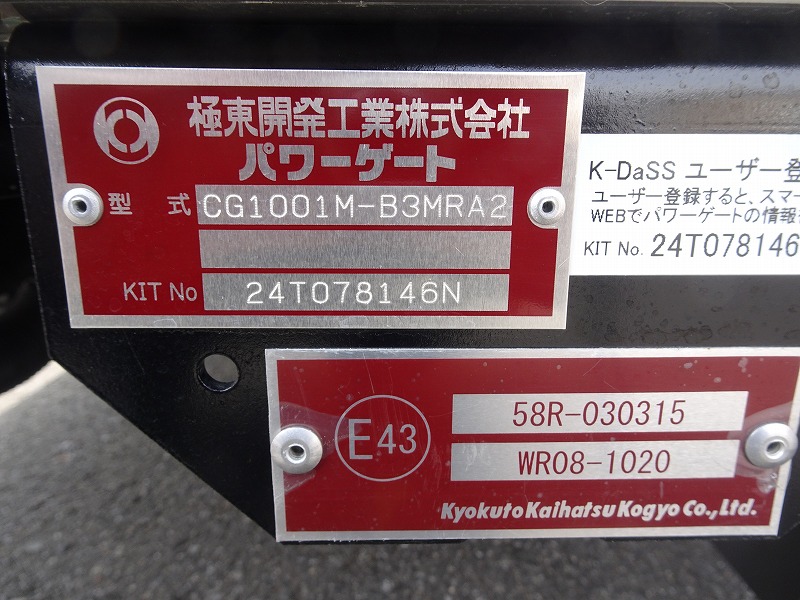 極東開発工業株式会社
パワーゲート
型 式 CG1001M-B3MRA2
KIT No 24T078146N
K-DaSS ユーザー登
ユーザー登録すると、スマ
WEBでパワーゲートの情報
KIT No. 24T078146
E43
58R-030315
WR08-1020
Kyokuto Kaihatsu Kogyo Co., Ltd.